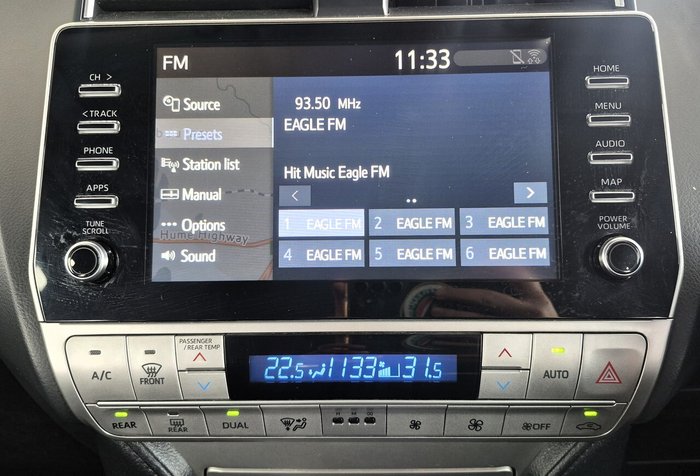 FM 11:33
CH >
<TRACK
PHONE
APPS
TUNE
SCROLL
Source
Presets
Station list
Manual
Options
Sound
Hume Highway
93.50 MHz
EAGLE FM
Hit Music Eagle FM
< >
1 EAGLE FM 2 EAGLE FM 3 EAGLE FM
4 EAGLE FM 5 EAGLE FM 6 EAGLE FM
HOME
MENU
AUDIO
MAP
POWER
VOLUME
PASSENGER
/REAR TEMP
A/C FRONT AUTO
22.5 1133 31.5
REAR REAR DUAL OFF